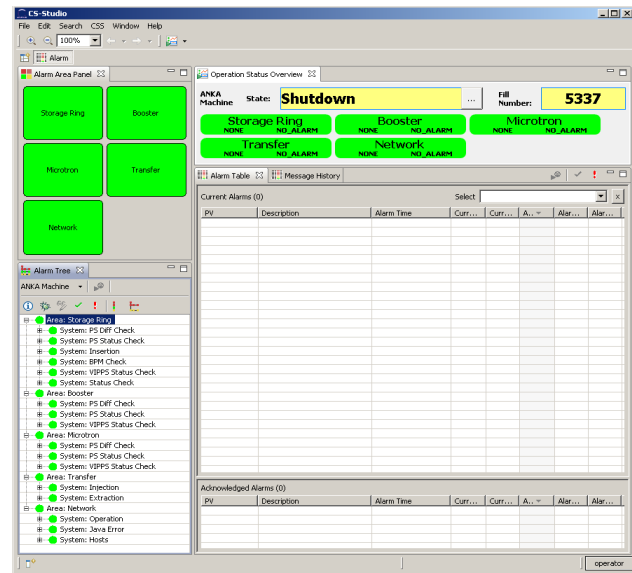 CS-Studio
File Edit Search CSS Window Help
100%
Alarm
Alarm Area Panel
Storage Ring
Booster
Microtron
Transfer
Network
Operation Status Overview
ANKA Machine
State:
Shutdown
...
Fill Number:
5337
Storage Ring
NONE NO_ALARM
Booster
NONE NO_ALARM
Microtron
NONE NO_ALARM
Transfer
NONE NO_ALARM
Network
NONE NO_ALARM
Alarm Table
Message History
Current Alarms (0)
Select
x
PV Description Alarm Time Curr... Curr... A.. Alar... Alar...
Acknowledged Alarms (0)
PV Description Alarm Time Curr... Curr... A.. Alar... Alar...
Alarm Tree
ANKA Machine
Area: Storage Ring
System: PS Diff Check
System: PS Status Check
System: Insertion
System: BPM Check
System: VIPPS Status Check
System: Status Check
Area: Booster
System: PS Diff Check
System: PS Status Check
System: VIPPS Status Check
Area: Microtron
System: PS Diff Check
System: PS Status Check
System: VIPPS Status Check
Area: Transfer
System: Injection
System: Extraction
Area: Network
System: Operation
System: Java Error
System: Hosts
operator